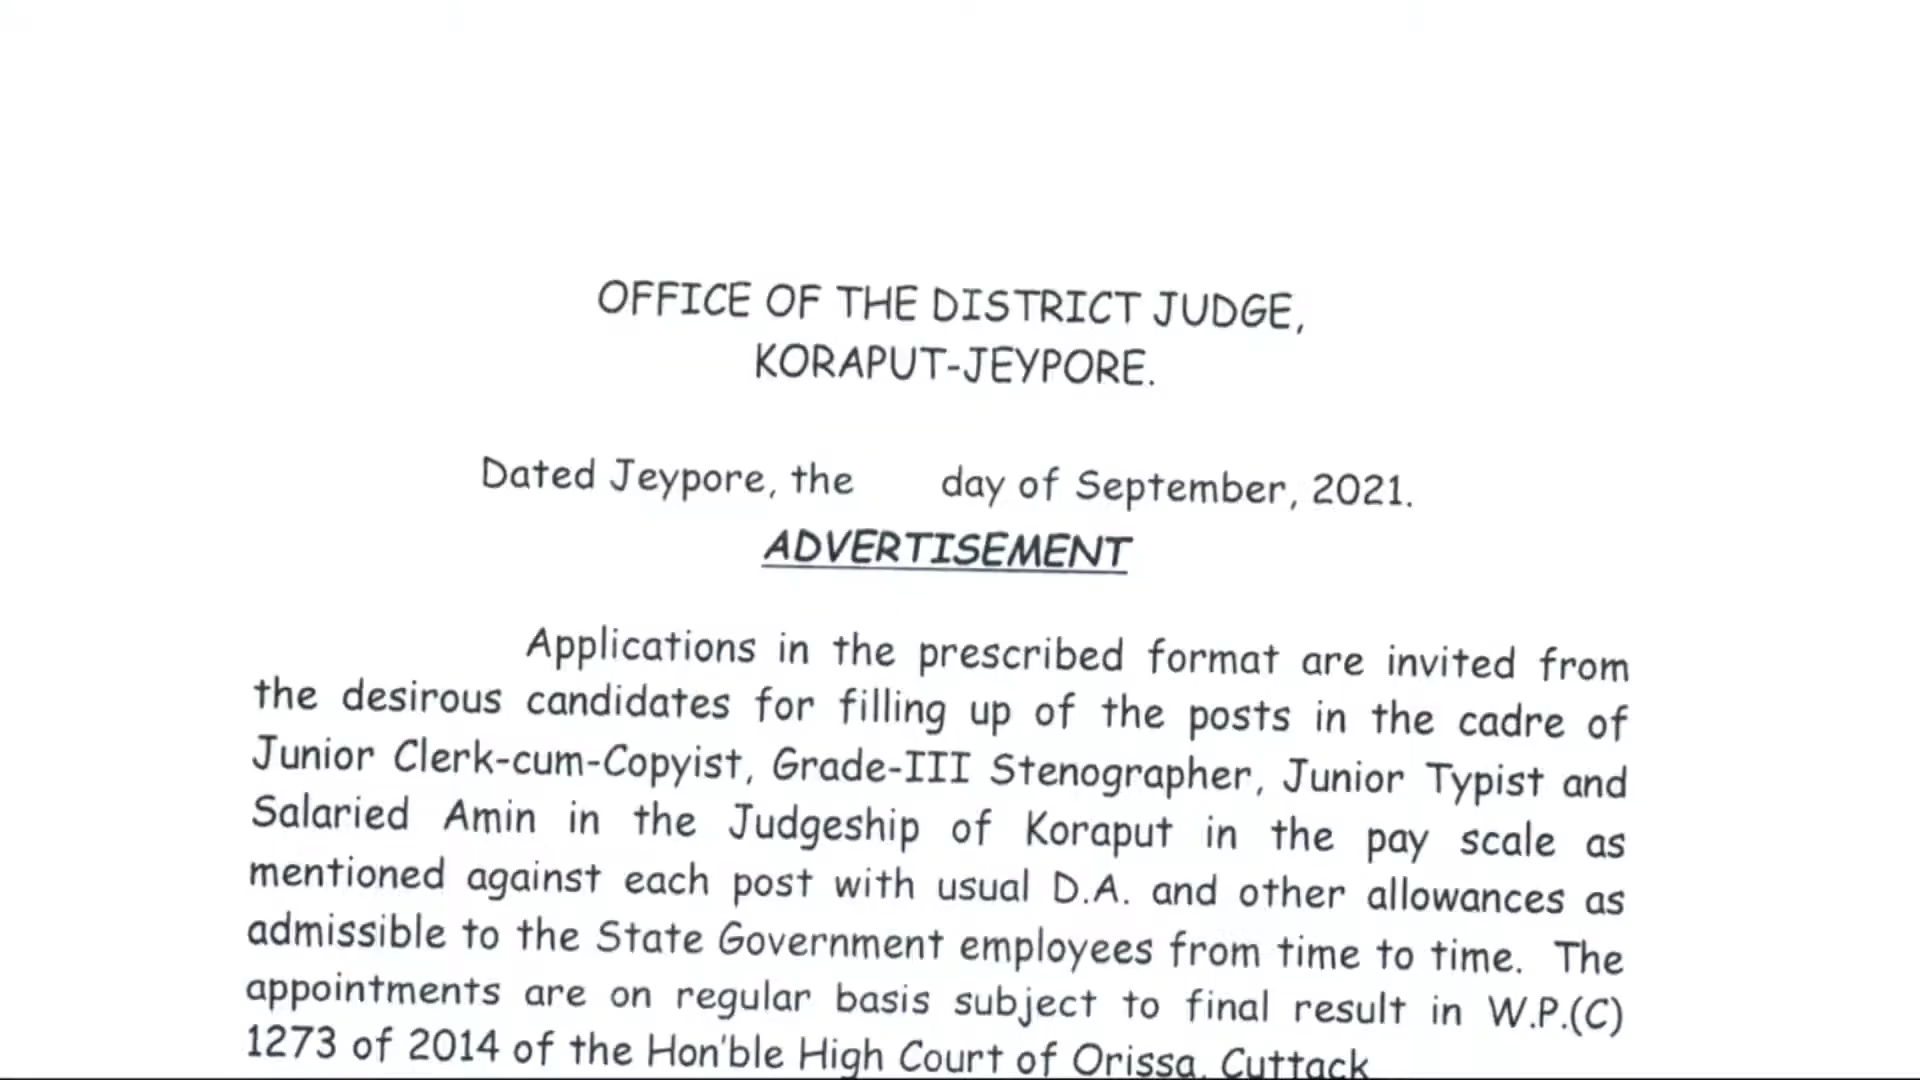 OFFICE OF THE DISTRICT JUDGE,
KORAPUT-JEYPORE.
Dated Jeypore, the day of September, 2021.
ADVERTISEMENT
Applications in the prescribed format are invited from
the desirous candidates for filling up of the posts in the cadre of
Junior Clerk-cum-Copyist, Grade-III Stenographer, Junior Typist and
Salaried Amin in the Judgeship of Koraput in the pay scale as
mentioned against each post with usual D.A. and other allowances as
admissible to the State Government employees from time to time. The
appointments are on regular basis subject to final result in W.P.(C)
1273 of 2014 of the Hon'ble High Court of Orissa, Cuttack